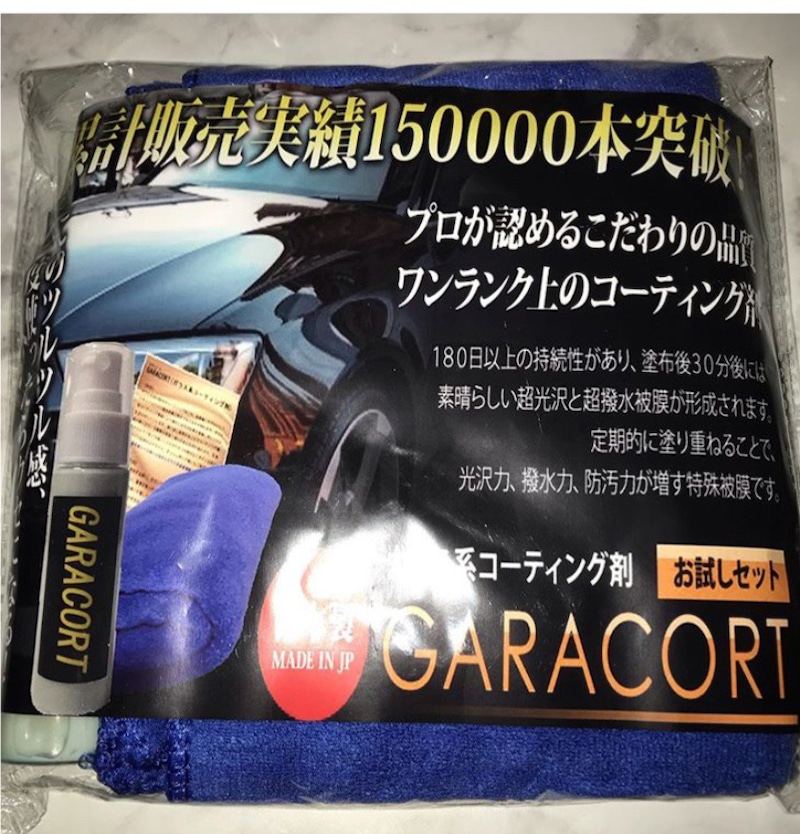 累計販売実績150000本突破!
プロが認めるこだわりの品質
ワンランク上のコーティング剤
180日以上の持続性があり、塗布後30分後には
素晴らしい超光沢と超撥水被膜が形成されます。
定期的に塗り重ねることで、
光沢力、撥水力、防汚力が増す特殊被膜です。
のツルツル感、
GARACORT
系コーティング剤
お試しセット
製
MADE IN JP
GARACORT